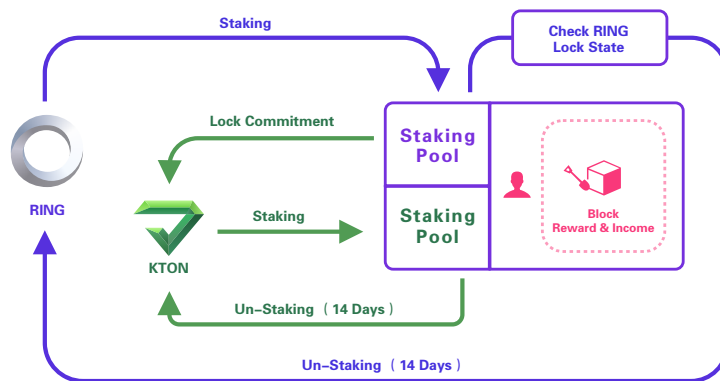 Staking
Check RING
Lock State
Lock Commitment
Staking
Pool
RING
Staking
Staking
Pool
Block
Reward & Income
KTON
Un-Staking ( 14 Days )
Un-Staking ( 14 Days )